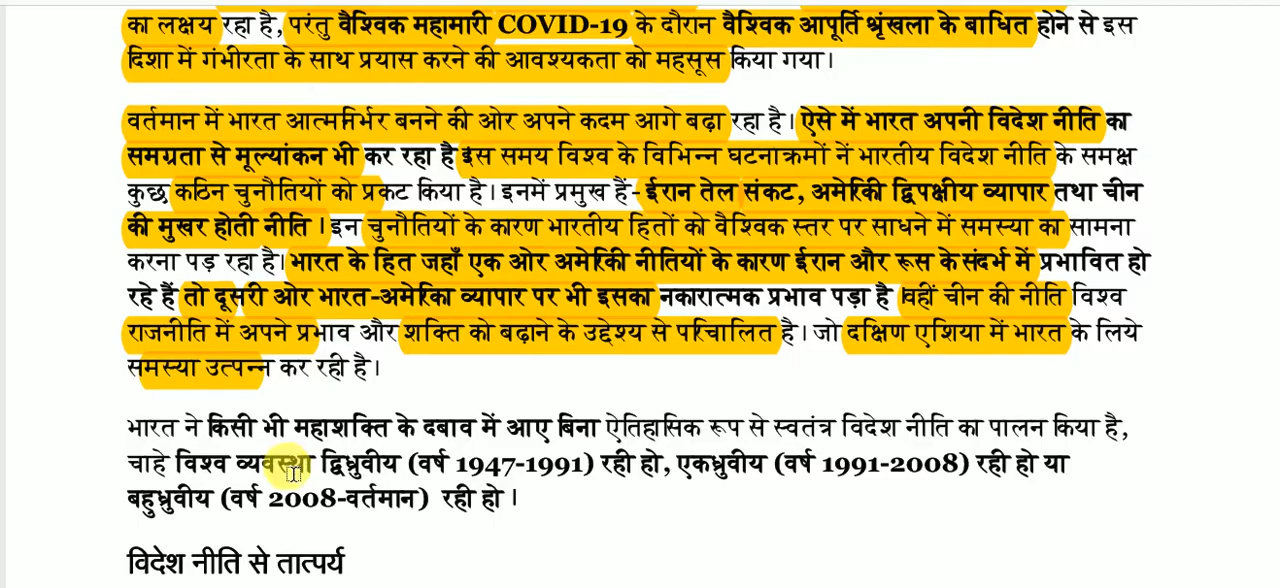 का लक्षय रहा है, परंतु वैश्विक महामारी COVID-19 के दौरान वैश्विक आपूर्ति श्रृंखला के बाधित होने से इस
दिशा में गंभीरता के साथ प्रयास करने की आवश्यकता को महसूस किया गया।
वर्तमान में भारत आत्मनिर्भर बनने की ओर अपने कदम आगे बढ़ा रहा है। ऐसे में भारत अपनी विदेश नीति का
समग्रता से मूल्यांकन भी कर रहा है इस समय विश्व के विभिन्न घटनाक्रमों नें भारतीय विदेश नीति के समक्ष
कुछ कठिन चुनौतियों को प्रकट किया है। इनमें प्रमुख हैं- ईरान तेल संकट, अमेरिकी द्विपक्षीय व्यापार तथा चीन
की मुखर होती नीति। इन चुनौतियों के कारण भारतीय हितों को वैश्विक स्तर पर साधने में समस्या का सामना
करना पड़ रहा है। भारत के हित जहाँ एक ओर अमेरिकी नीतियों के कारण ईरान और रूस के संदर्भ में प्रभावित हो
रहे हैं तो दूसरी ओर भारत-अमेरिका व्यापार पर भी इसका नकारात्मक प्रभाव पड़ा है। वहीं चीन की नीति विश्व
राजनीति में अपने प्रभाव और शक्ति को बढ़ाने के उद्देश्य से परिचालित है। जो दक्षिण एशिया में भारत के लिये
समस्या उत्पन्न कर रही है।
भारत ने किसी भी महाशक्ति के दबाव में आए बिना ऐतिहासिक रूप से स्वतंत्र विदेश नीति का पालन किया है,
चाहे विश्व व्यवस्था द्विध्रुवीय (वर्ष 1947-1991) रही हो, एकध्रुवीय (वर्ष 1991-2008) रही हो या
बहुध्रुवीय (वर्ष 2008-वर्तमान) रही हो।
विदेश नीति से तात्पर्य